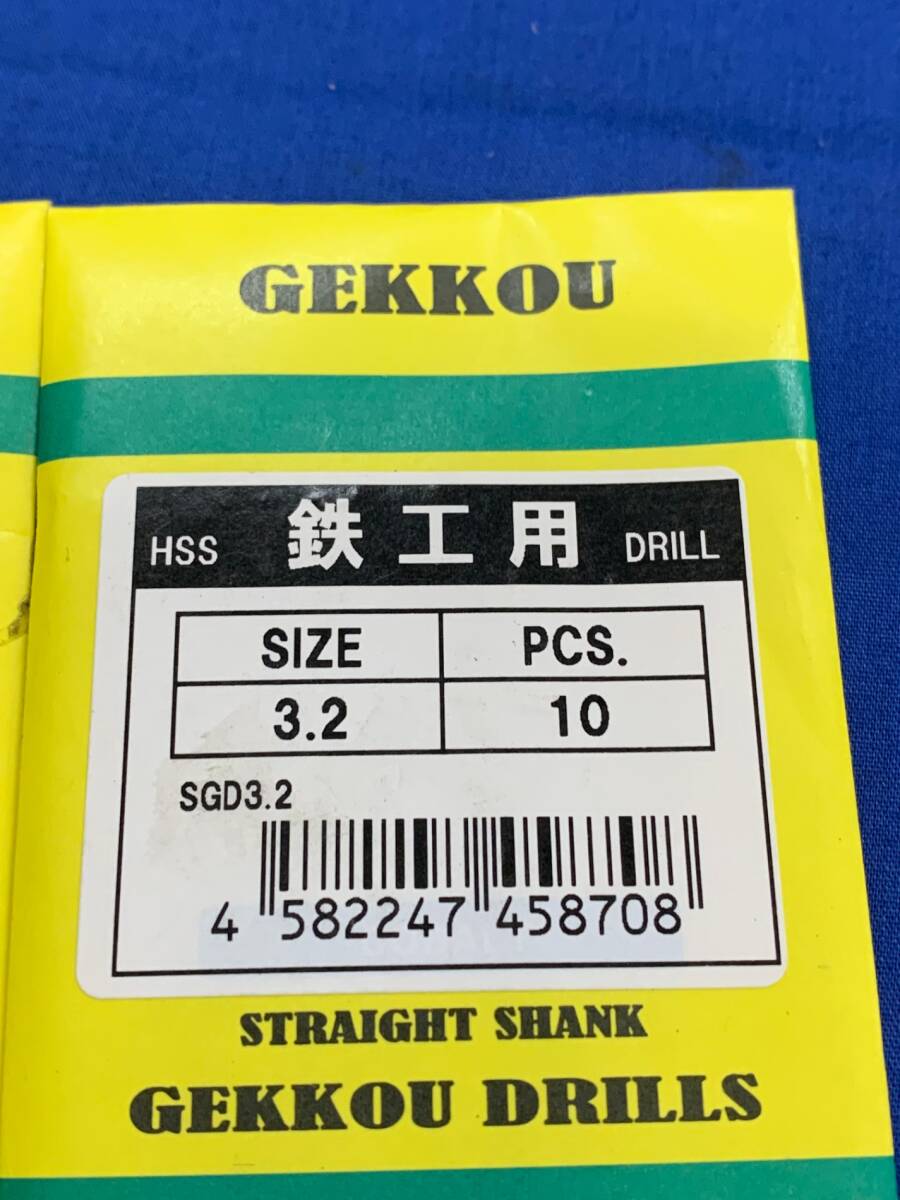 GEKKOU
HSS 鉄工用 DRILL
SIZE PCS.
3.2 10
SGD3.2
4 582247 458708
STRAIGHT SHANK
GEKKOU DRILLS